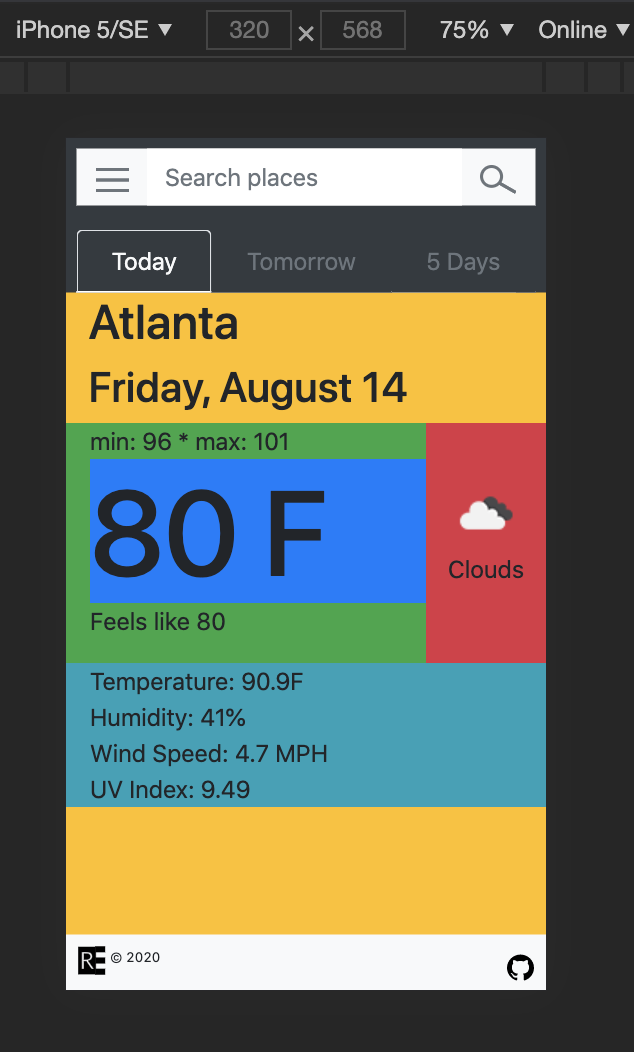 iPhone 5/SE ▼ 320 × 568 75% ▼ Online ▼
Search places
Today Tomorrow 5 Days
Atlanta
Friday, August 14
min: 96 * max: 101
80 F
Clouds
Feels like 80
Temperature: 90.9F
Humidity: 41%
Wind Speed: 4.7 MPH
UV Index: 9.49
RE © 2020